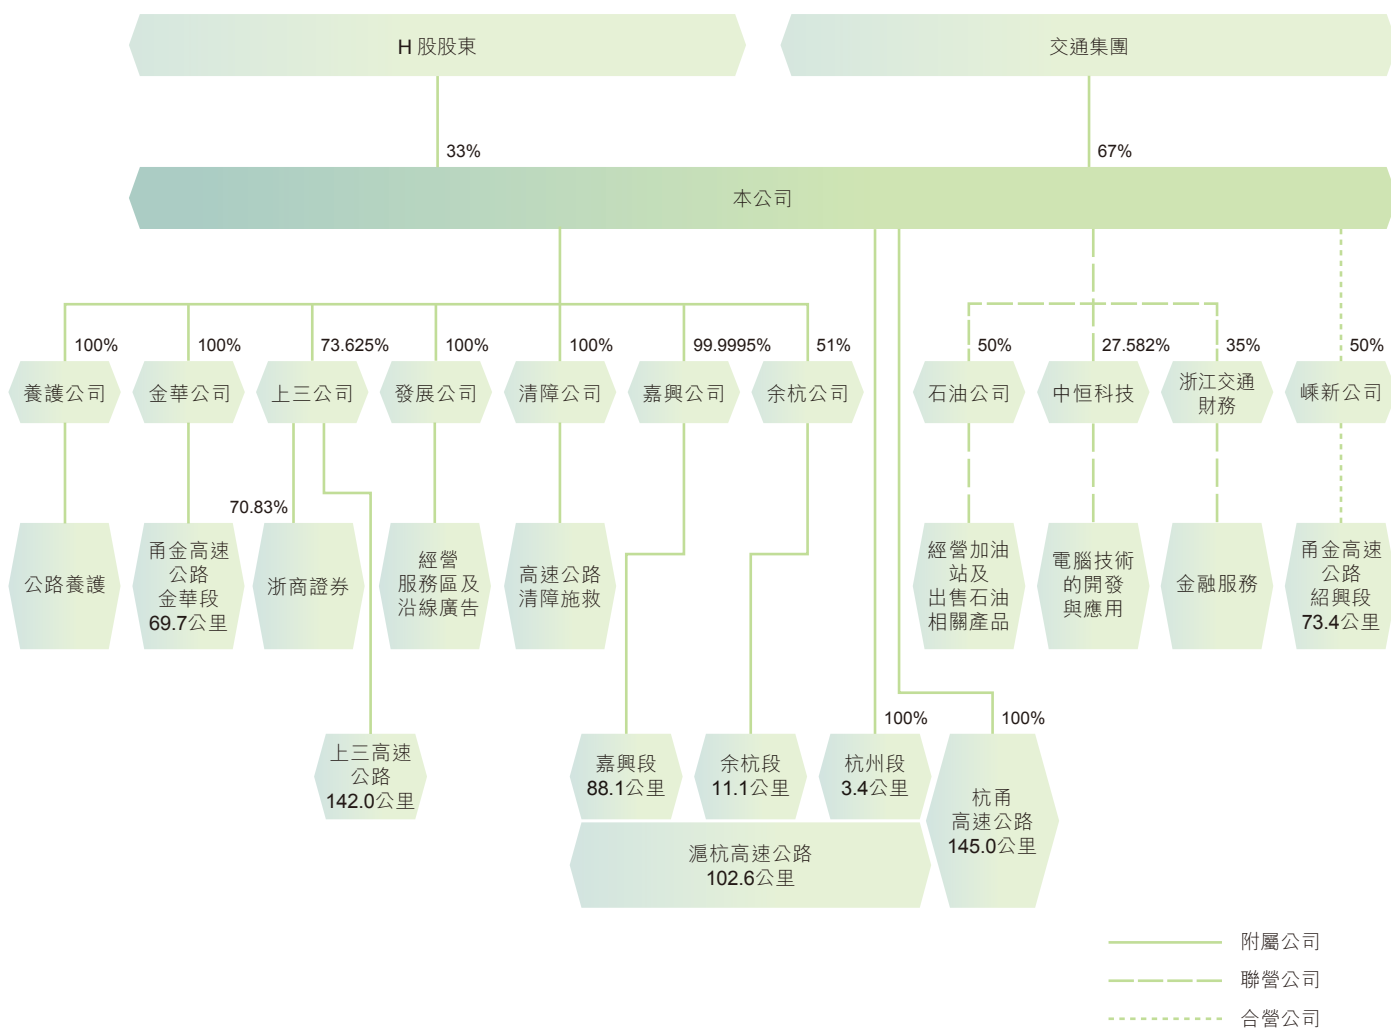 H 股股東
交通集團
33%
67%
本公司
100%
100%
73.625%
100%
100%
99.9995%
51%
50%
27.582%
35%
50%
養護公司
金華公司
上三公司
發展公司
清障公司
嘉興公司
余杭公司
石油公司
中恒科技
浙江交通
財務
嵊新公司
70.83%
公路養護
甬金高速
公路
金華段
69.7公里
浙商證券
經營
服務區及
沿線廣告
高速公路
清障施救
經營加油
站及
出售石油
相關產品
電腦技術
的開發
與應用
金融服務
甬金高速
公路
紹興段
73.4公里
100%
100%
上三高速
公路
142.0公里
嘉興段
88.1公里
余杭段
11.1公里
杭州段
3.4公里
杭甬
高速公路
145.0公里
滬杭高速公路
102.6公里
附屬公司
聯營公司
合營公司